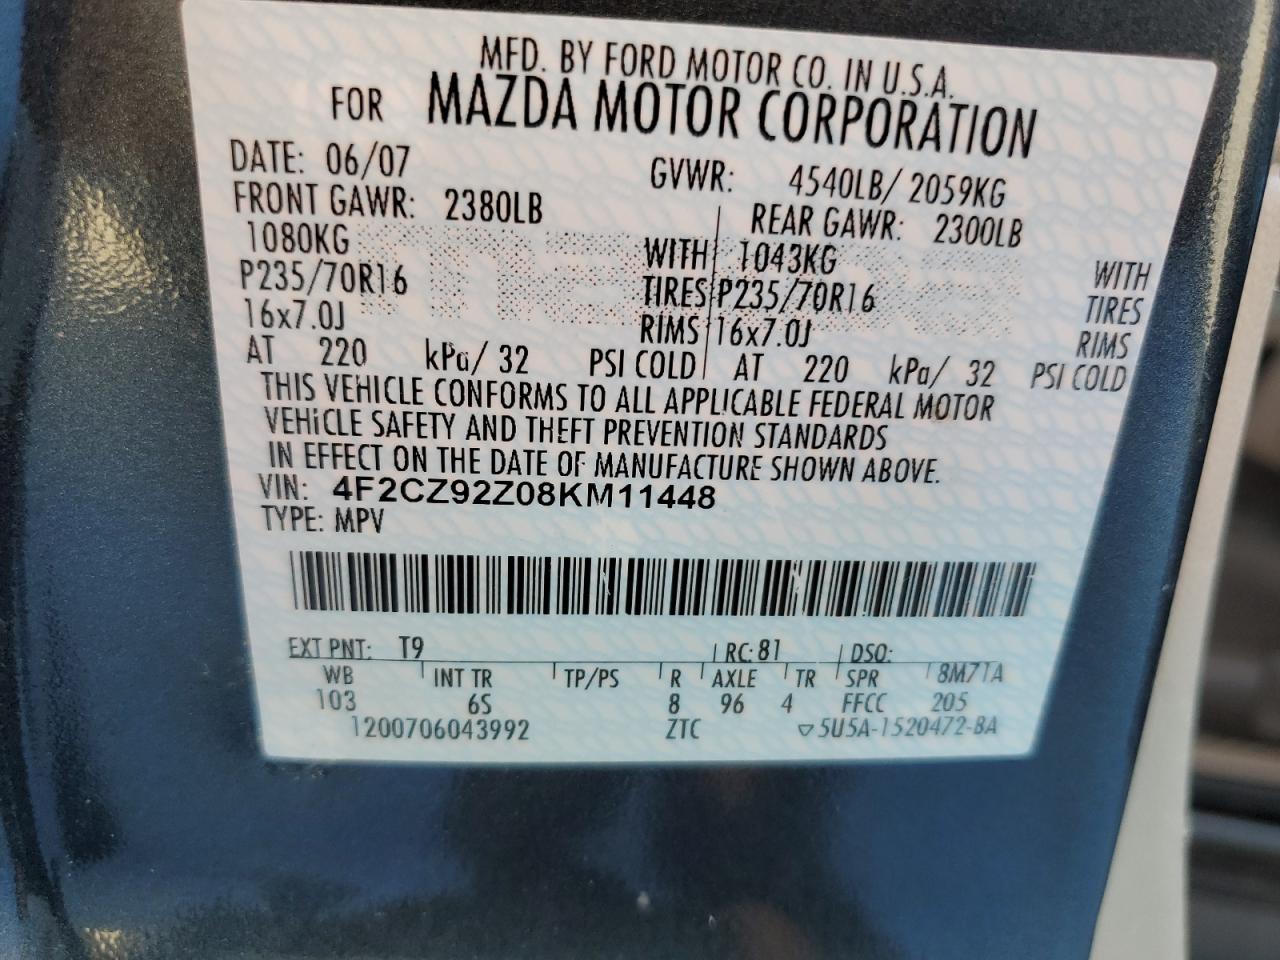 MFD. BY FORD MOTOR CO. IN U.S.A.
FOR MAZDA MOTOR CORPORATION
DATE: 06/07 GVWR: 4540LB/ 2059KG
FRONT GAWR: 2380LB REAR GAWR: 2300LB
1080KG WITH 1043KG WITH
P235/70R16 TIRES P235/70R16 TIRES
16x7.0J RIMS 16x7.0J RIMS
AT 220 kPa/ 32 PSI COLD AT 220 kPa/ 32 PSI COLD
THIS VEHICLE CONFORMS TO ALL APPLICABLE FEDERAL MOTOR
VEHICLE SAFETY AND THEFT PREVENTION STANDARDS
IN EFFECT ON THE DATE OF MANUFACTURE SHOWN ABOVE.
VIN: 4F2CZ92Z08KM11448
TYPE: MPV
EXT PNT: T9 RC: 81 DSO:
WB INT TR TP/PS R AXLE TR SPR 8M71A
103 6S 8 96 4 FFCC 205
1200706043992 ZTC ▽5U5A-1520472-BA